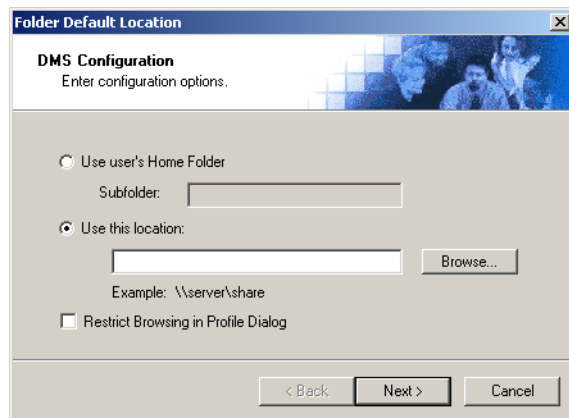 Folder Default Location
DMS Configuration
Enter configuration options.
Use user's Home Folder
Subfolder:
Use this location:
Browse...
Example: \\server\share
Restrict Browsing in Profile Dialog
< Back Next > Cancel